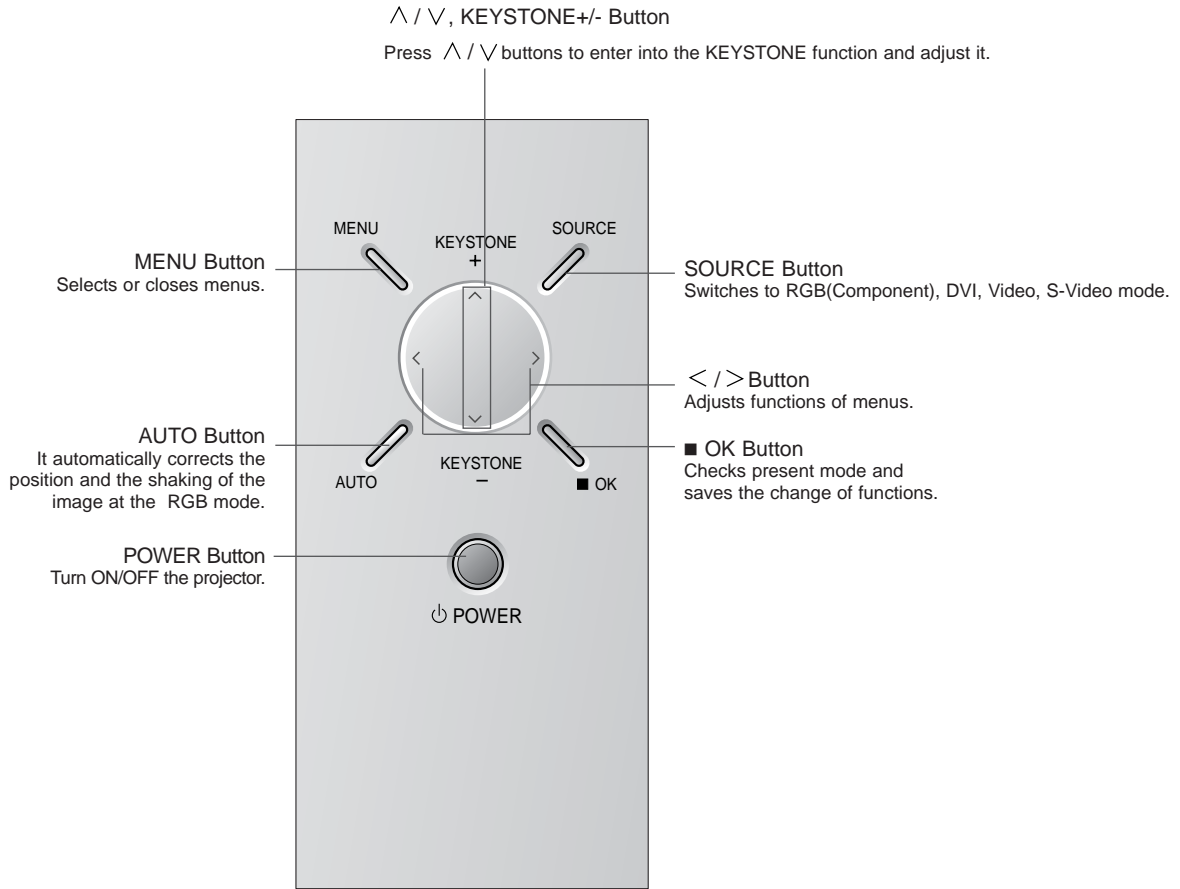 ∧ / ∨, KEYSTONE+/- Button
Press ∧ / ∨ buttons to enter into the KEYSTONE function and adjust it.
MENU
SOURCE
KEYSTONE
+
MENU Button
Selects or closes menus.
SOURCE Button
Switches to RGB(Component), DVI, Video, S-Video mode.
< / > Button
Adjusts functions of menus.
AUTO Button
It automatically corrects the
position and the shaking of the
image at the RGB mode.
■ OK Button
Checks present mode and
saves the change of functions.
KEYSTONE
-
AUTO
■ OK
POWER Button
Turn ON/OFF the projector.
⏻ POWER